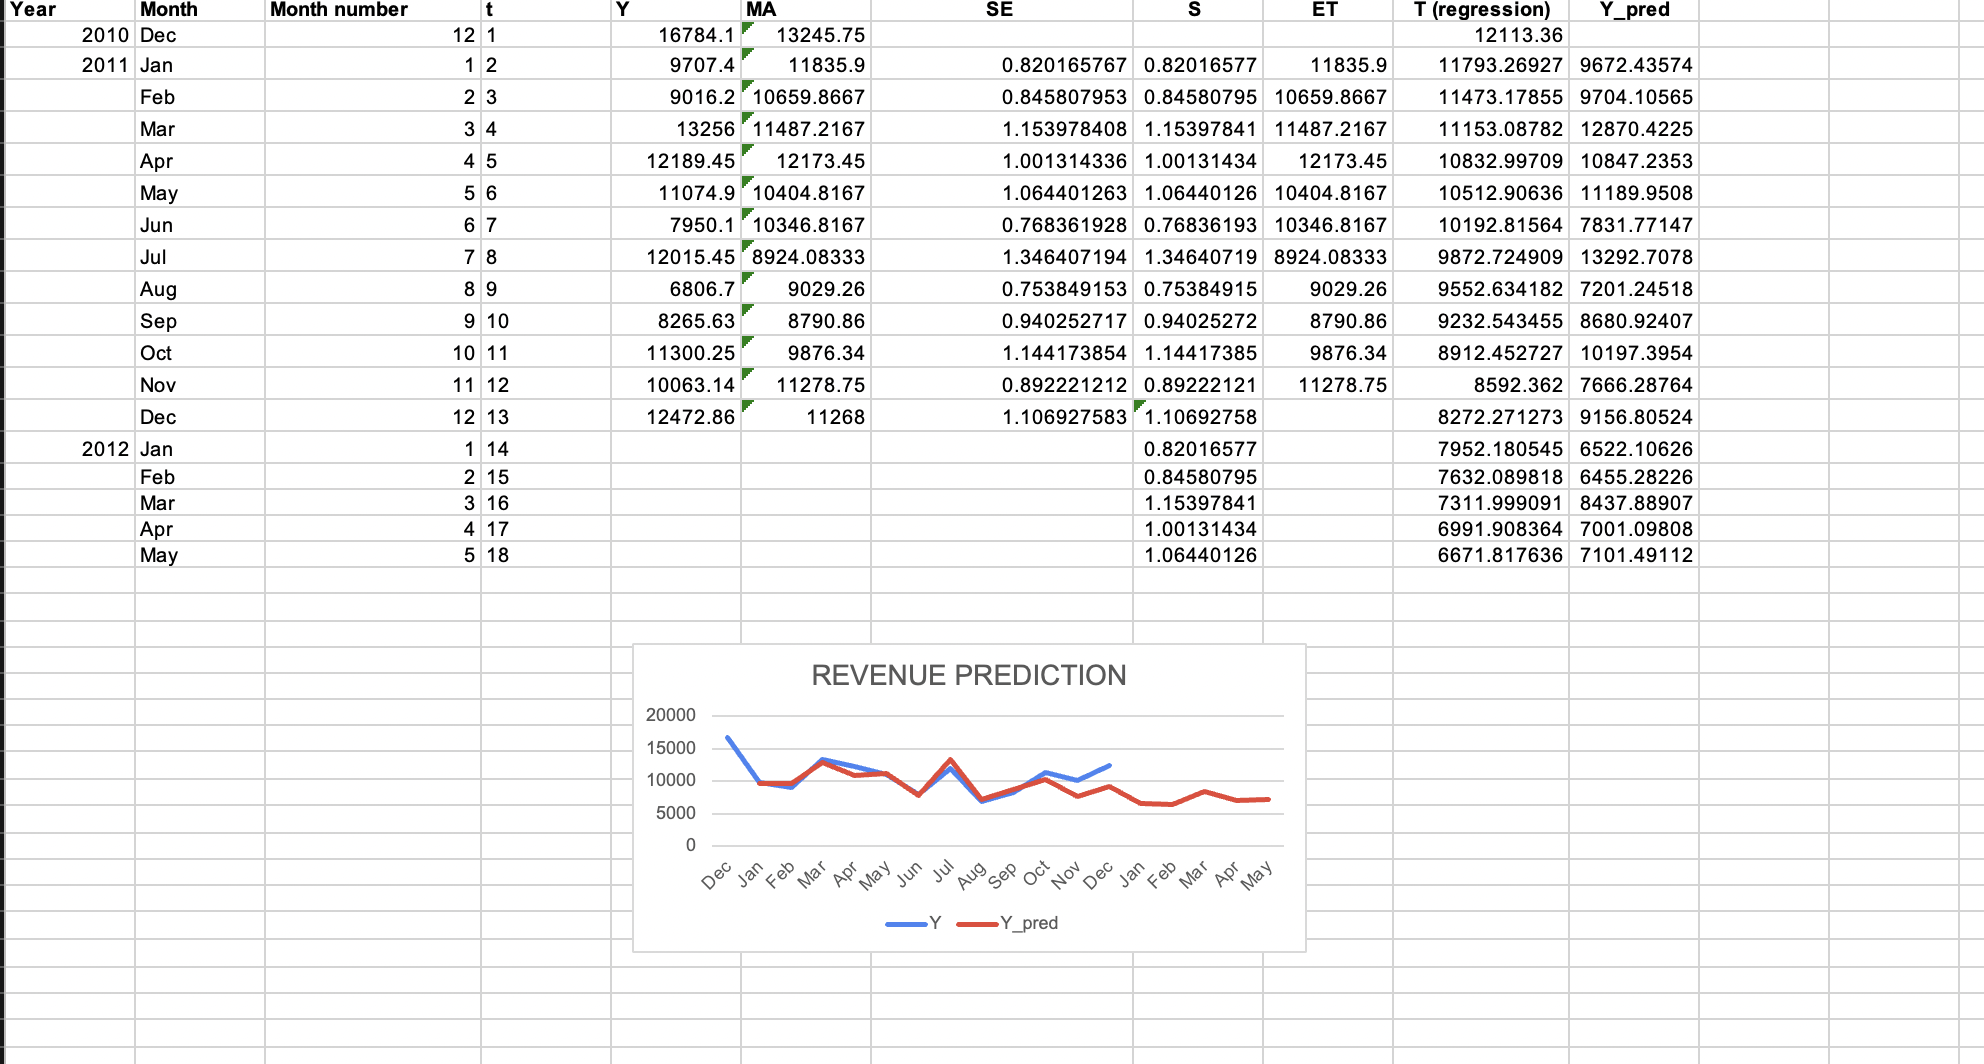 Year Month Month number t Y MA SE S ET T (regression) Y_pred
2010 Dec 12 1 16784.1 13245.75 12113.36
2011 Jan 1 2 9707.4 11835.9 0.820165767 0.82016577 11835.9 11793.26927 9672.43574
Feb 2 3 9016.2 10659.8667 0.845807953 0.84580795 10659.8667 11473.17855 9704.10565
Mar 3 4 13256 11487.2167 1.153978408 1.15397841 11487.2167 11153.08782 12870.4225
Apr 4 5 12189.45 12173.45 1.001314336 1.00131434 12173.45 10832.99709 10847.2353
May 5 6 11074.9 10404.8167 1.064401263 1.06440126 10404.8167 10512.90636 11189.9508
Jun 6 7 7950.1 10346.8167 0.768361928 0.76836193 10346.8167 10192.81564 7831.77147
Jul 7 8 12015.45 8924.08333 1.346407194 1.34640719 8924.08333 9872.724909 13292.7078
Aug 8 9 6806.7 9029.26 0.753849153 0.75384915 9029.26 9552.634182 7201.24518
Sep 9 10 8265.63 8790.86 0.940252717 0.94025272 8790.86 9232.543455 8680.92407
Oct 10 11 11300.25 9876.34 1.144173854 1.14417385 9876.34 8912.452727 10197.3954
Nov 11 12 10063.14 11278.75 0.892221212 0.89222121 11278.75 8592.362 7666.28764
Dec 12 13 12472.86 11268 1.106927583 1.10692758 8272.271273 9156.80524
2012 Jan 1 14 0.82016577 7952.180545 6522.10626
Feb 2 15 0.84580795 7632.089818 6455.28226
Mar 3 16 1.15397841 7311.999091 8437.88907
Apr 4 17 1.00131434 6991.908364 7001.09808
May 5 18 1.06440126 6671.817636 7101.49112
REVENUE PREDICTION
20000
15000
10000
5000
0
Dec Jan Feb Mar Apr May Jun Jul Aug Sep Oct Nov Dec Jan Feb Mar Apr May
Y Y_pred